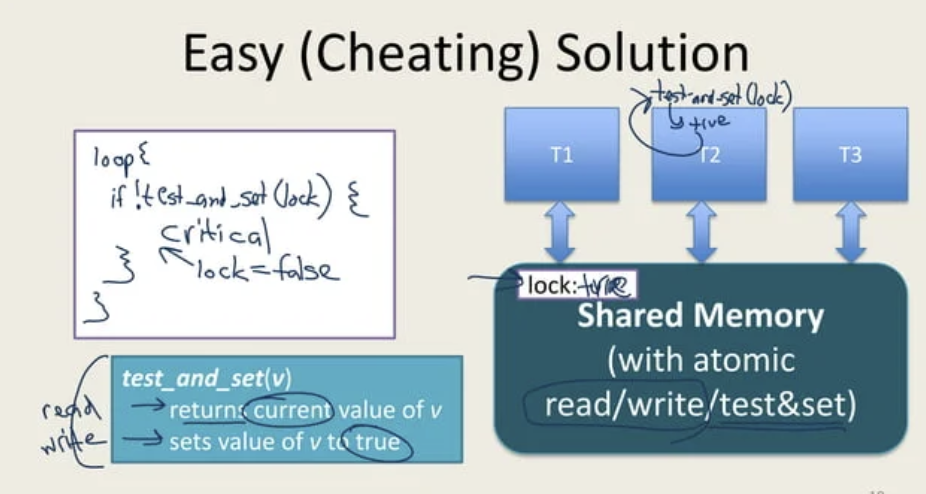 Easy (Cheating) Solution
loop{
if !test_and_set(lock) {
critical
lock=false
}
}
read
write
test_and_set(v)
returns current value of v
sets value of v to true
test-and-set(lock)
true
T1
T2
T3
lock:true
Shared Memory
(with atomic
read/write/test&set)